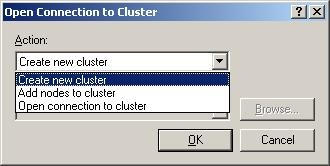 Open Connection to Cluster
Action:
Create new cluster
Create new cluster
Add nodes to cluster
Open connection to cluster
Browse...
OK
Cancel